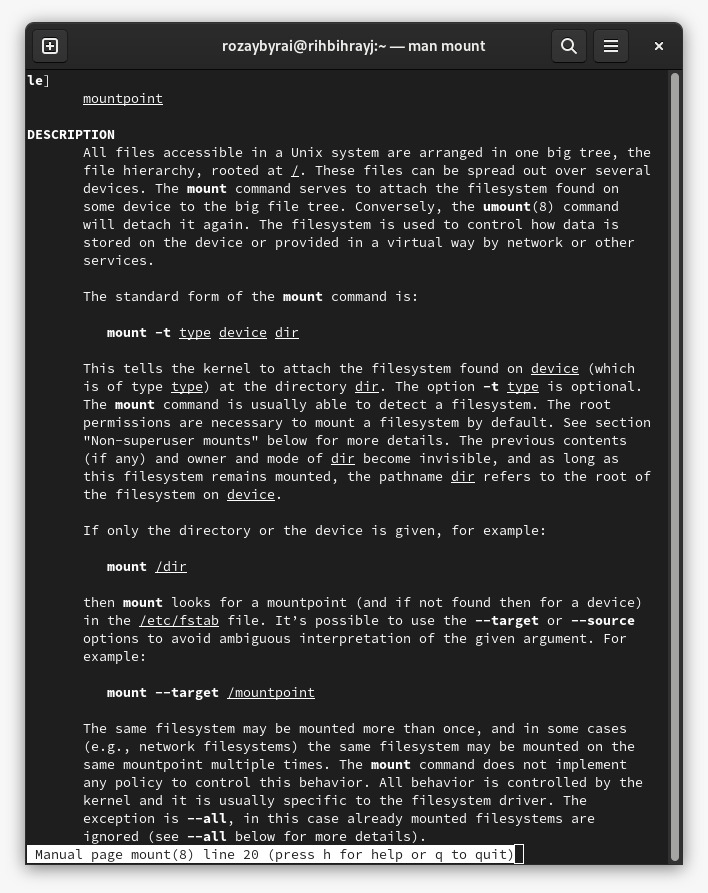 rozaybyrai@rihbihrayj:~ — man mount
le]
mountpoint
DESCRIPTION
All files accessible in a Unix system are arranged in one big tree, the
file hierarchy, rooted at /. These files can be spread out over several
devices. The mount command serves to attach the filesystem found on
some device to the big file tree. Conversely, the umount(8) command
will detach it again. The filesystem is used to control how data is
stored on the device or provided in a virtual way by network or other
services.
The standard form of the mount command is:
mount -t type device dir
This tells the kernel to attach the filesystem found on device (which
is of type type) at the directory dir. The option -t type is optional.
The mount command is usually able to detect a filesystem. The root
permissions are necessary to mount a filesystem by default. See section
"Non-superuser mounts" below for more details. The previous contents
(if any) and owner and mode of dir become invisible, and as long as
this filesystem remains mounted, the pathname dir refers to the root of
the filesystem on device.
If only the directory or the device is given, for example:
mount /dir
then mount looks for a mountpoint (and if not found then for a device)
in the /etc/fstab file. It’s possible to use the --target or --source
options to avoid ambiguous interpretation of the given argument. For
example:
mount --target /mountpoint
The same filesystem may be mounted more than once, and in some cases
(e.g., network filesystems) the same filesystem may be mounted on the
same mountpoint multiple times. The mount command does not implement
any policy to control this behavior. All behavior is controlled by the
kernel and it is usually specific to the filesystem driver. The
exception is --all, in this case already mounted filesystems are
ignored (see --all below for more details).
Manual page mount(8) line 20 (press h for help or q to quit)